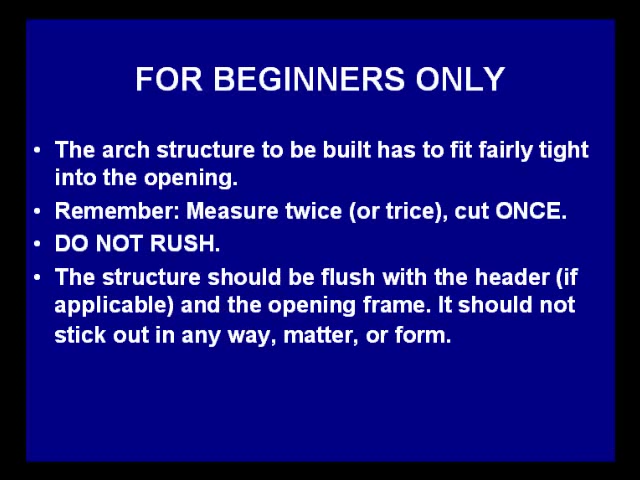 FOR BEGINNERS ONLY
• The arch structure to be built has to fit fairly tight
into the opening.
• Remember: Measure twice (or trice), cut ONCE.
• DO NOT RUSH.
• The structure should be flush with the header (if
applicable) and the opening frame. It should not
stick out in any way, matter, or form.